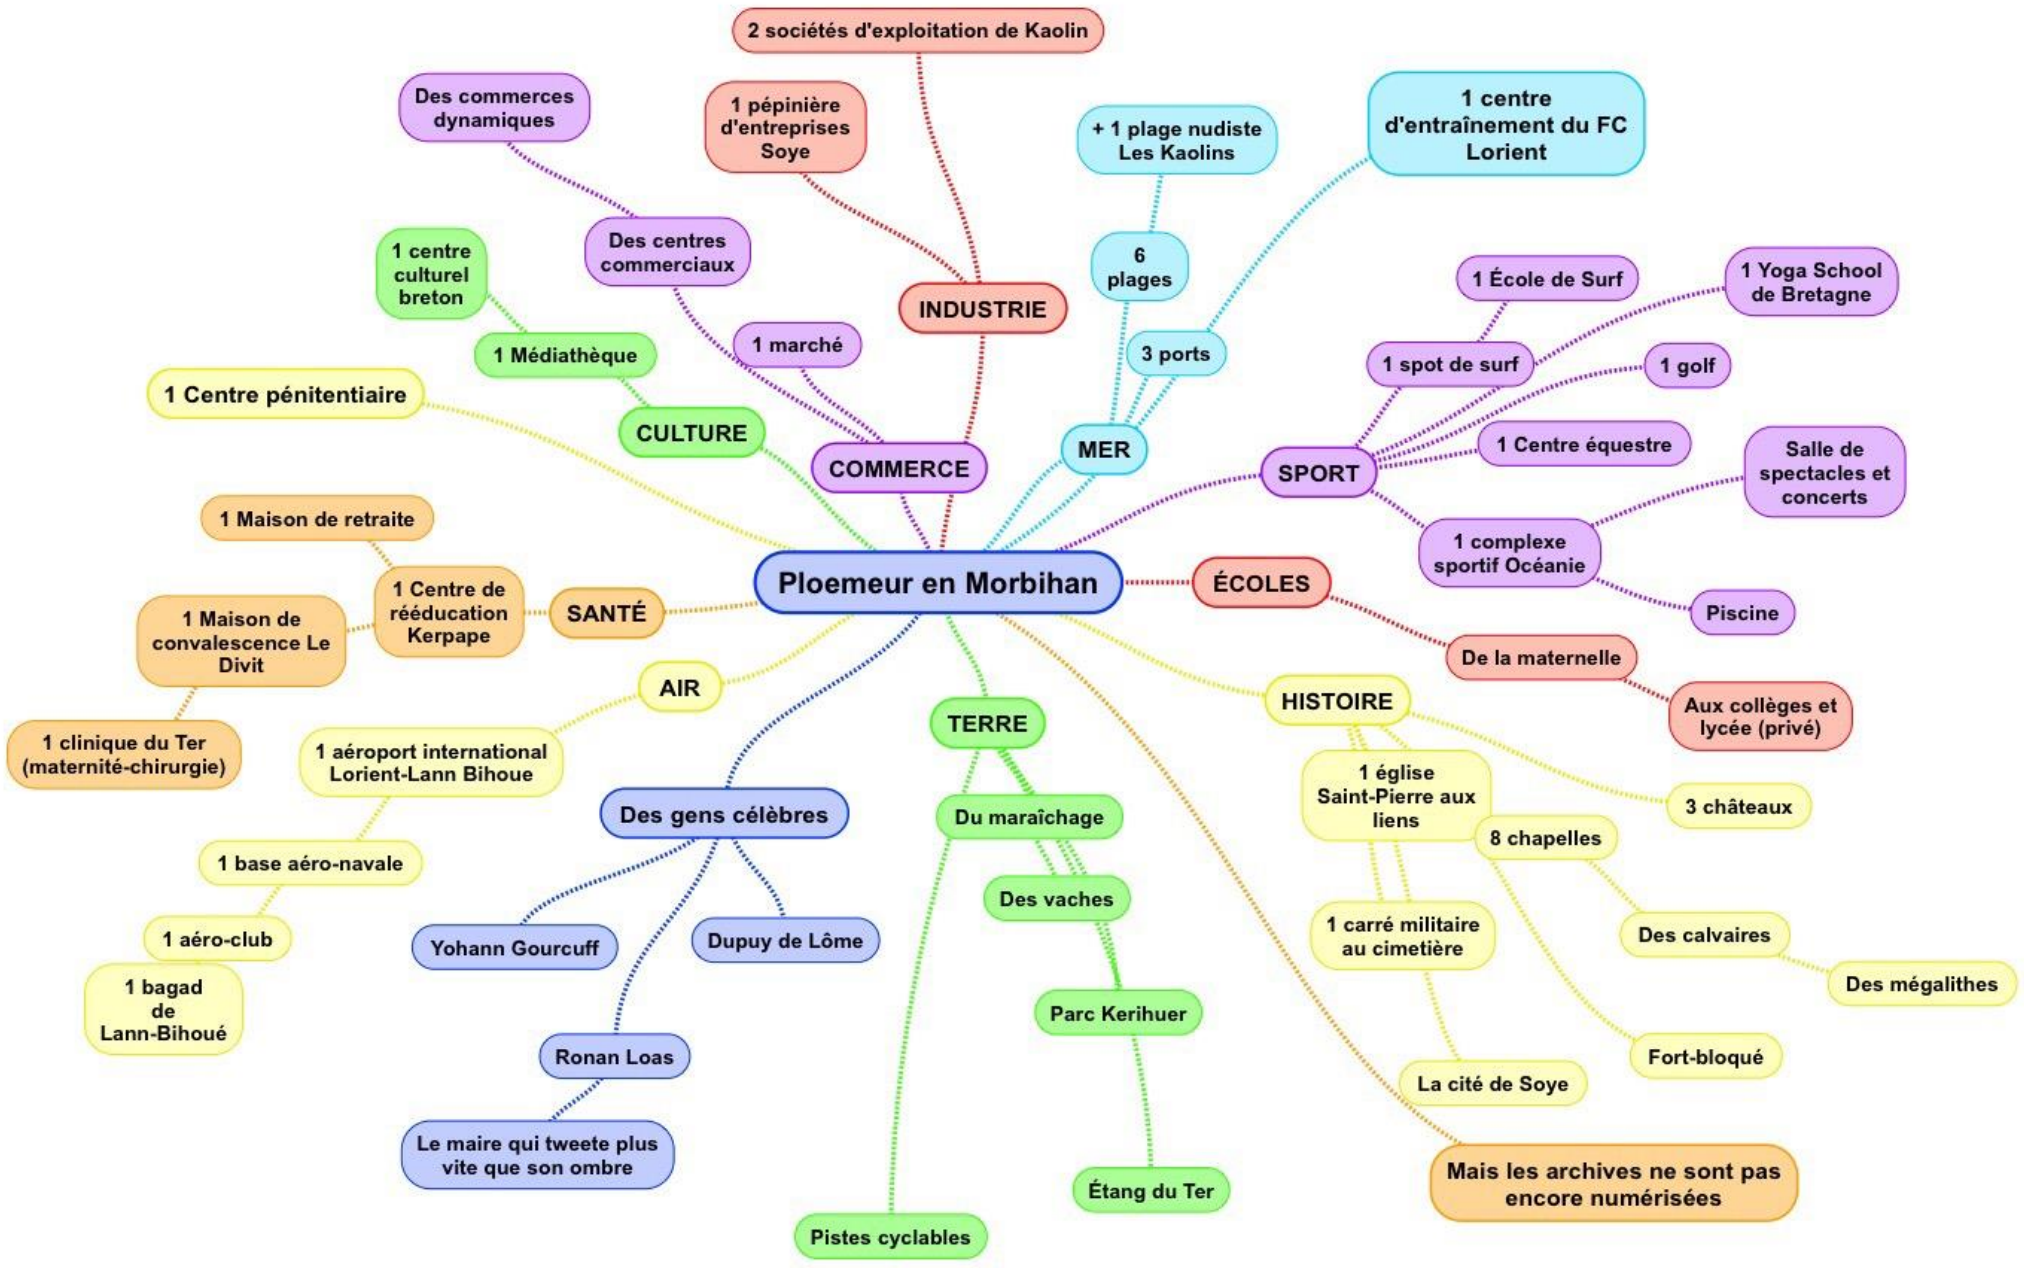 2 sociétés d'exploitation de Kaolin
Des commerces
dynamiques
1 pépinière
d'entreprises
Soye
+ 1 plage nudiste
Les Kaolins
1 centre
d'entraînement du FC
Lorient
1 centre
culturel
breton
Des centres
commerciaux
INDUSTRIE
6
plages
1 École de Surf
1 Yoga School
de Bretagne
1 Médiathèque
1 marché
3 ports
1 spot de surf
1 golf
1 Centre pénitentiaire
CULTURE
COMMERCE
MER
SPORT
1 Centre équestre
Salle de
spectacles et
concerts
1 Maison de retraite
1 complexe
sportif Océanie
Piscine
Ploemeur en Morbihan
ÉCOLES
De la maternelle
Aux collèges et
lycée (privé)
1 Centre de
rééducation
Kerpape
SANTÉ
1 Maison de
convalescence Le
Divit
1 clinique du Ter
(maternité-chirurgie)
AIR
1 aéroport international
Lorient-Lann Bihoue
1 base aéro-navale
1 aéro-club
1 bagad
de
Lann-Bihoué
Des gens célèbres
Yohann Gourcuff
Dupuy de Lôme
Ronan Loas
Le maire qui tweete plus
vite que son ombre
TERRE
Du maraîchage
Des vaches
Parc Kerihuer
Étang du Ter
Pistes cyclables
HISTOIRE
1 église
Saint-Pierre aux
liens
3 châteaux
8 chapelles
1 carré militaire
au cimetière
Des calvaires
Des mégalithes
Fort-bloqué
La cité de Soye
Mais les archives ne sont pas
encore numérisées